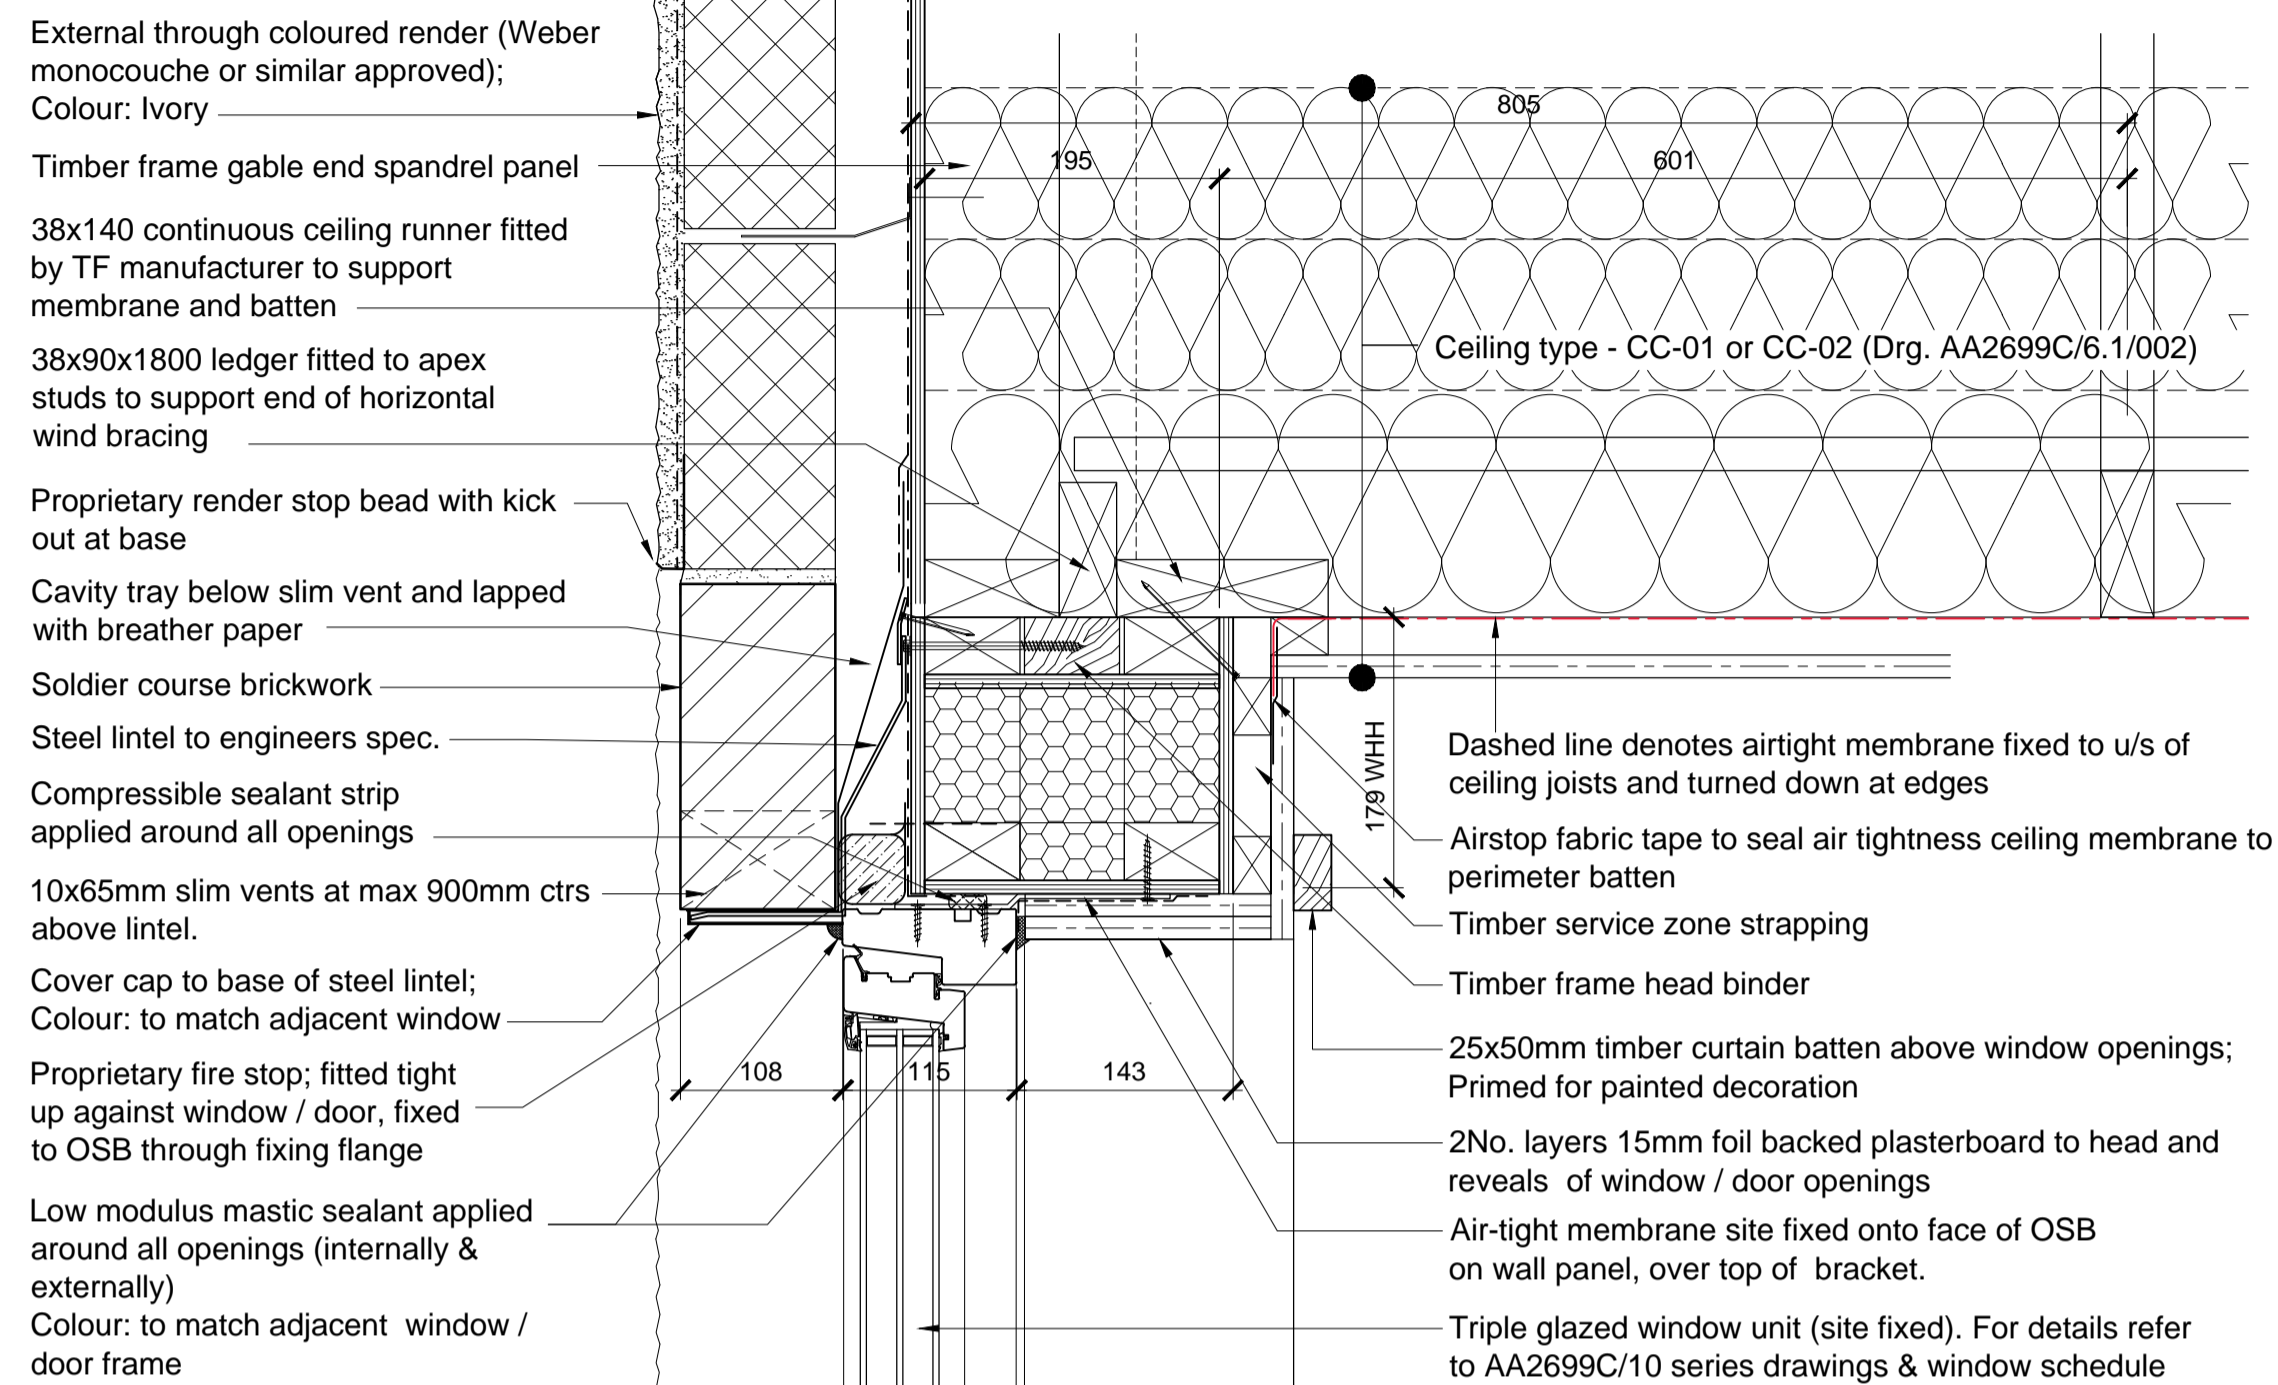 External through coloured render (Weber
monocouche or similar approved);
Colour: Ivory
Timber frame gable end spandrel panel
38x140 continuous ceiling runner fitted
by TF manufacturer to support
membrane and batten
38x90x1800 ledger fitted to apex
studs to support end of horizontal
wind bracing
Proprietary render stop bead with kick
out at base
Cavity tray below slim vent and lapped
with breather paper
Soldier course brickwork
Steel lintel to engineers spec.
Compressible sealant strip
applied around all openings
10x65mm slim vents at max 900mm ctrs
above lintel.
Cover cap to base of steel lintel;
Colour: to match adjacent window
Proprietary fire stop; fitted tight
up against window / door, fixed
to OSB through fixing flange
Low modulus mastic sealant applied
around all openings (internally &
externally)
Colour: to match adjacent window /
door frame
805
195
601
Ceiling type - CC-01 or CC-02 (Drg. AA2699C/6.1/002)
179 WHH
108
115
143
Dashed line denotes airtight membrane fixed to u/s of
ceiling joists and turned down at edges
Airstop fabric tape to seal air tightness ceiling membrane to
perimeter batten
Timber service zone strapping
Timber frame head binder
25x50mm timber curtain batten above window openings;
Primed for painted decoration
2No. layers 15mm foil backed plasterboard to head and
reveals of window / door openings
Air-tight membrane site fixed onto face of OSB
on wall panel, over top of bracket.
Triple glazed window unit (site fixed). For details refer
to AA2699C/10 series drawings & window schedule